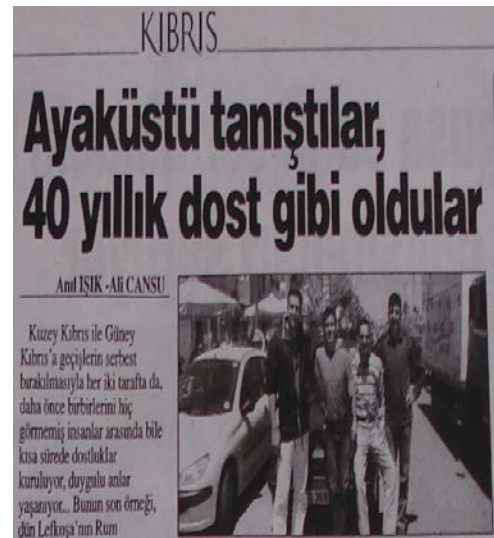 KIBRIS
Ayaküstü tanıştılar,
40 yıllık dost gibi oldular
Anıl IŞIK -Ali CANSU
Kuzey Kıbrıs ile Güney
Kıbrıs'a geçişlerin serbest
bırakılmasıyla her iki tarafta da,
daha önce birbirlerini hiç
görmemiş insanlar arasında bile
kısa sürede dostluklar
kuruluyor, duygulu anlar
yaşanıyor... Bunun son örneği,
dün Lefkoşa'nın Rum